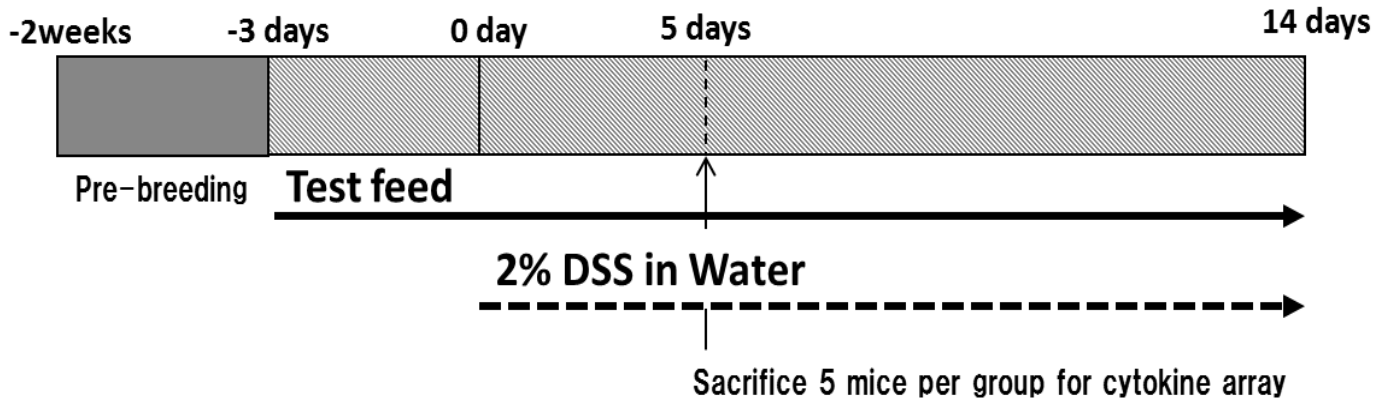 -2weeks -3 days 0 day 5 days 14 days
Pre-breeding Test feed
2% DSS in Water
Sacrifice 5 mice per group for cytokine array